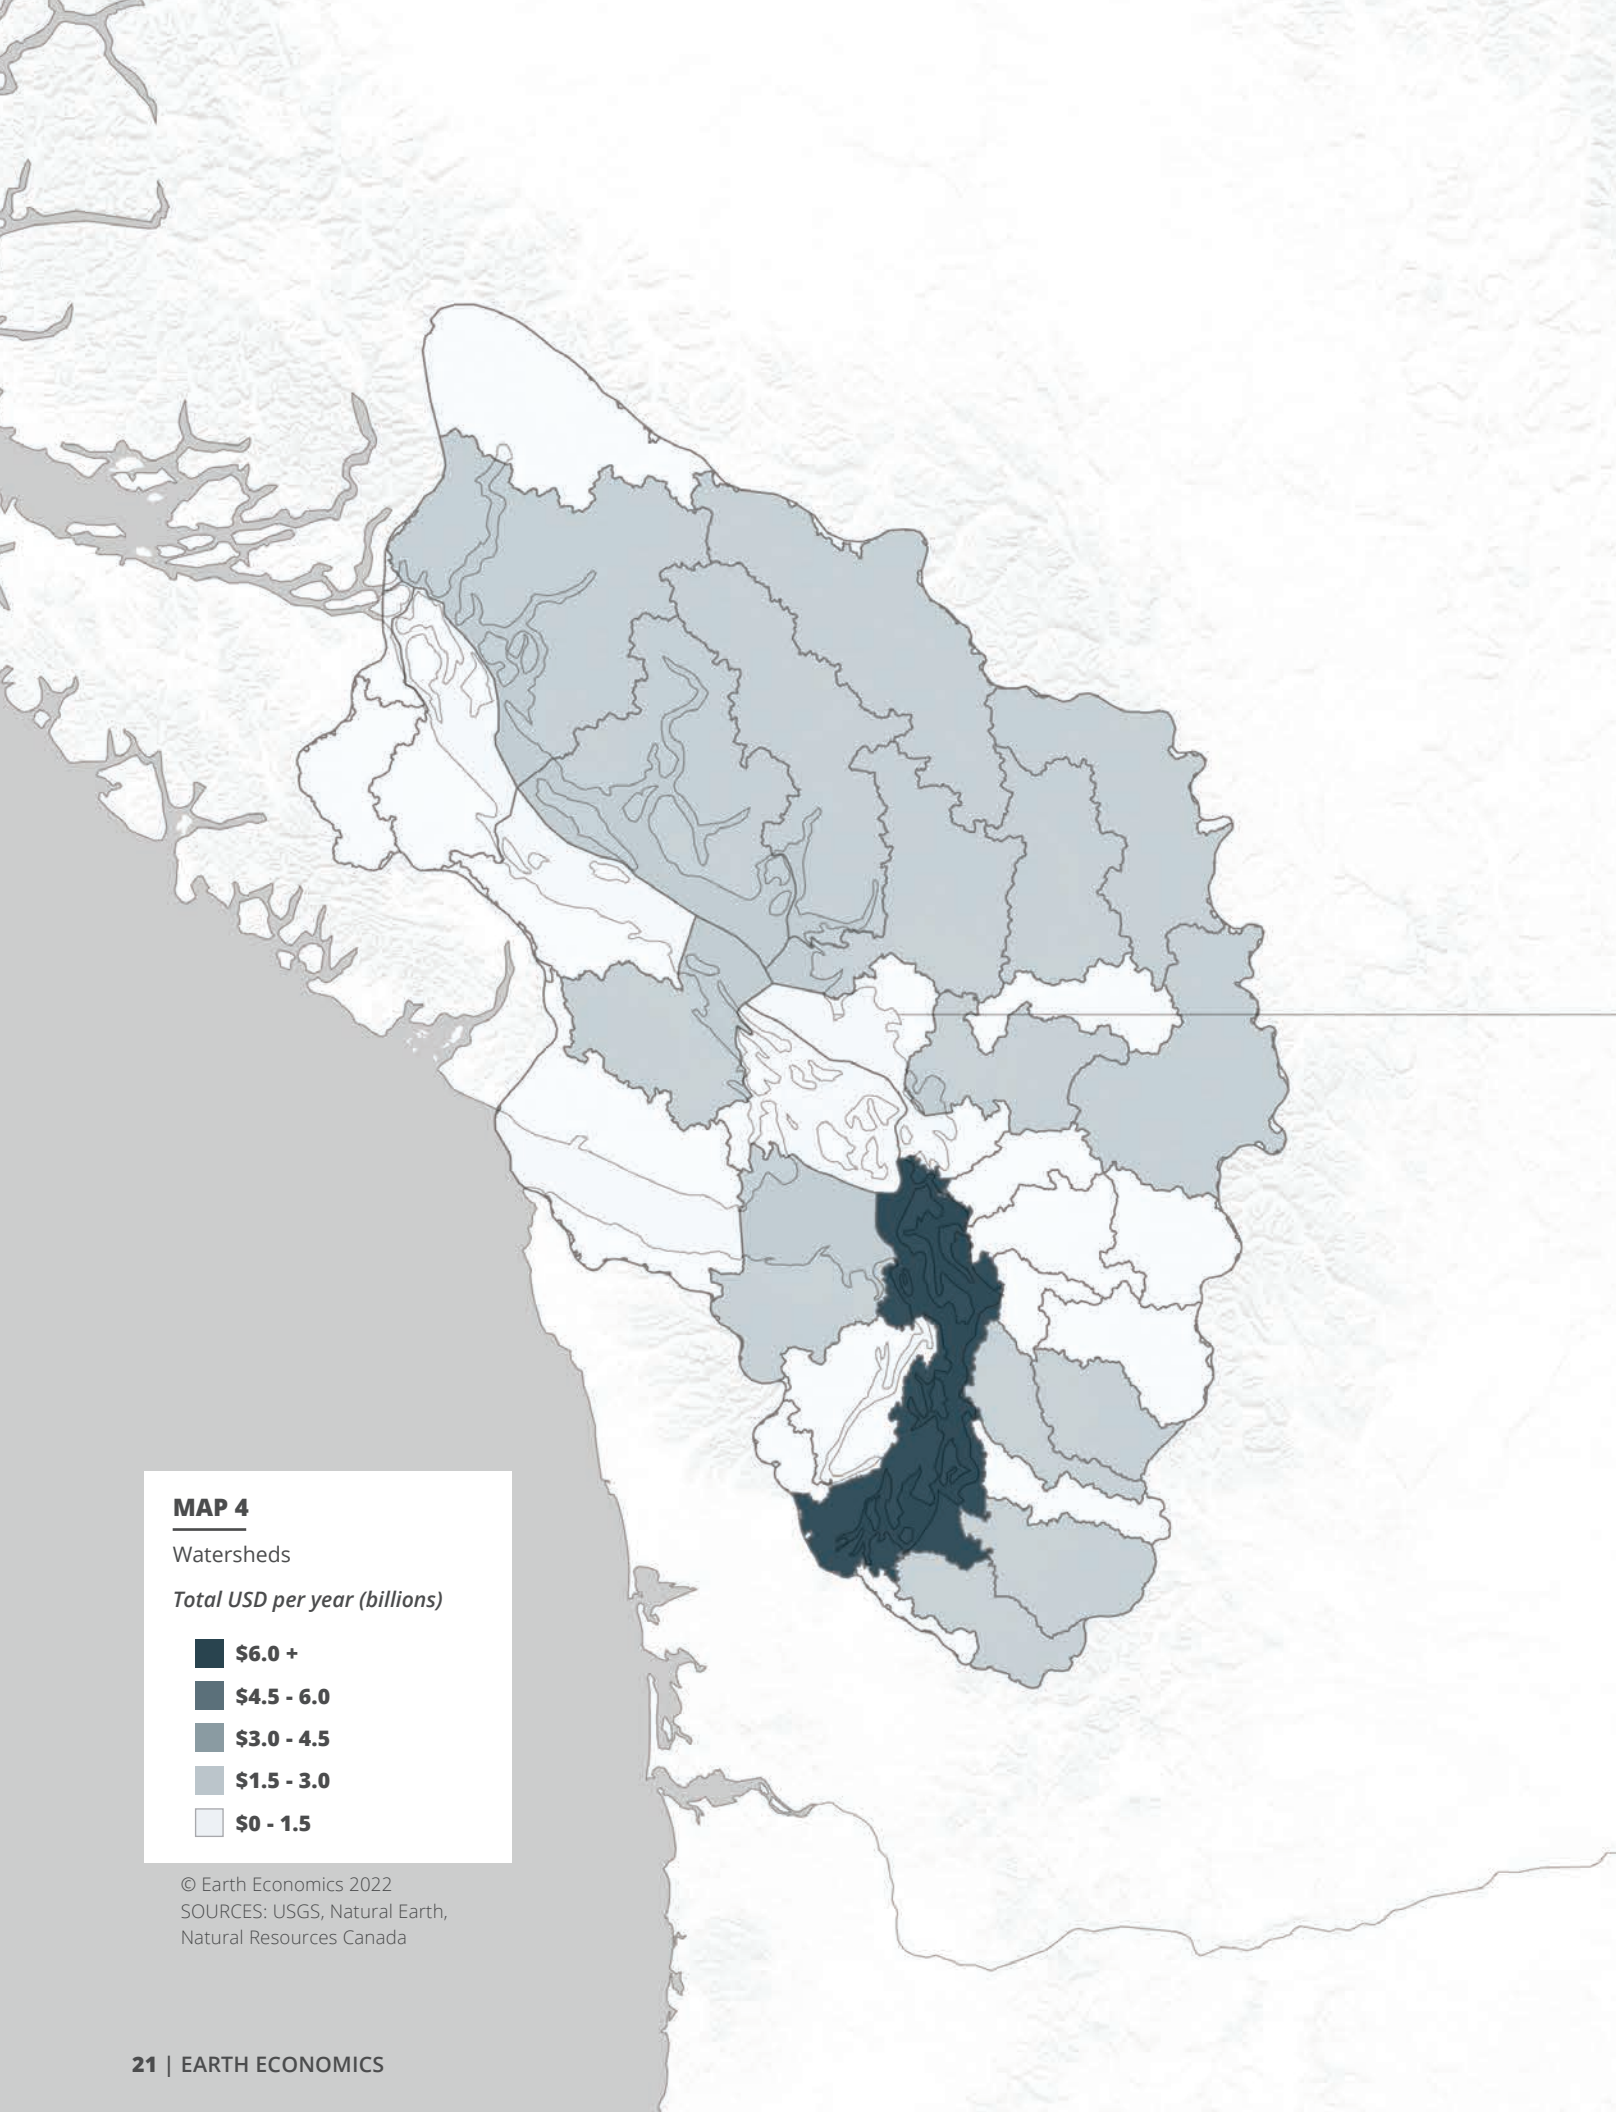 MAP 4
Watersheds
Total USD per year (billions)
$6.0 +
$4.5 - 6.0
$3.0 - 4.5
$1.5 - 3.0
$0 - 1.5
© Earth Economics 2022
SOURCES: USGS, Natural Earth,
Natural Resources Canada
21 | EARTH ECONOMICS